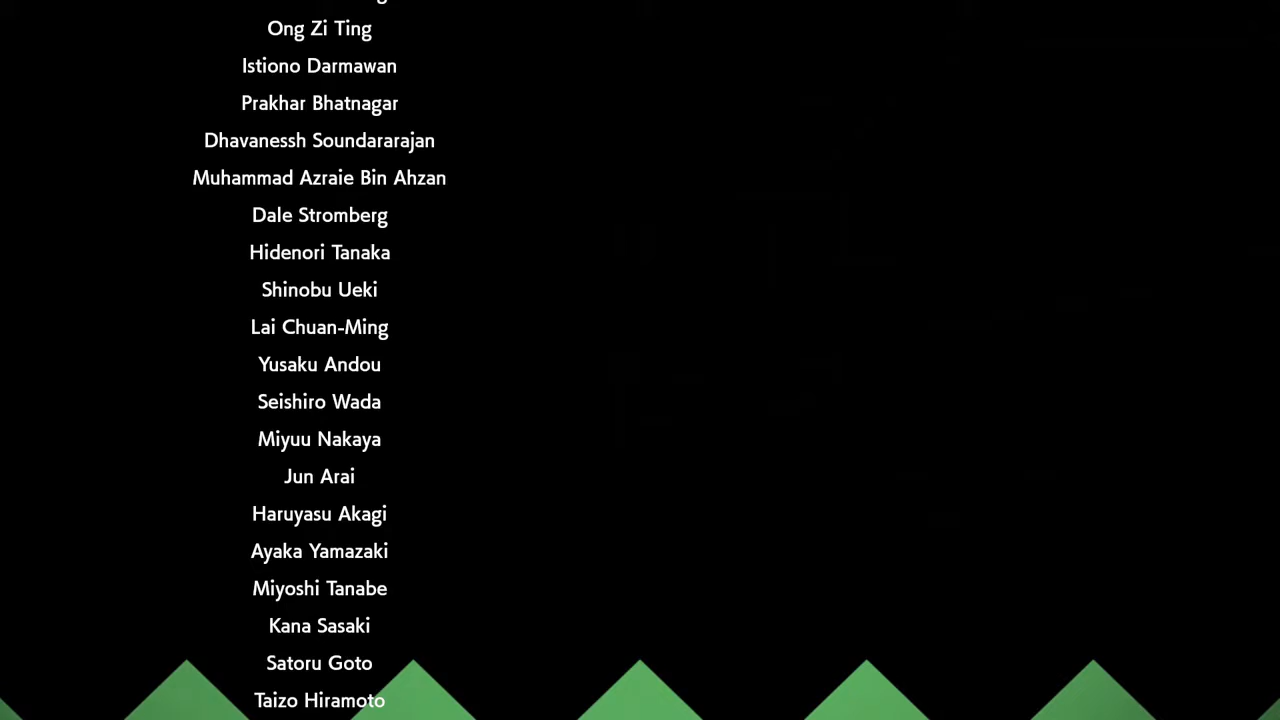 Ong Zi Ting
Istiono Darmawan
Prakhar Bhatnagar
Dhavanessh Soundararajan
Muhammad Azraie Bin Ahzan
Dale Stromberg
Hidenori Tanaka
Shinobu Ueki
Lai Chuan-Ming
Yusaku Andou
Seishiro Wada
Miyuu Nakaya
Jun Arai
Haruyasu Akagi
Ayaka Yamazaki
Miyoshi Tanabe
Kana Sasaki
Satoru Goto
Taizo Hiramoto